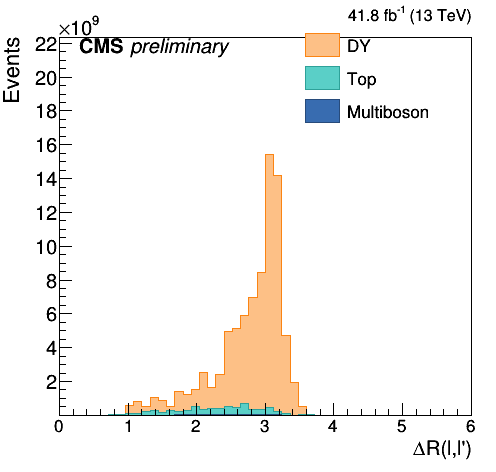 41.8 fb⁻¹ (13 TeV)
×10⁹
CMS preliminary
DY
Top
Multiboson
Events
22
20
18
16
14
12
10
8
6
4
2
0 1 2 3 4 5 6
ΔR(l,l')